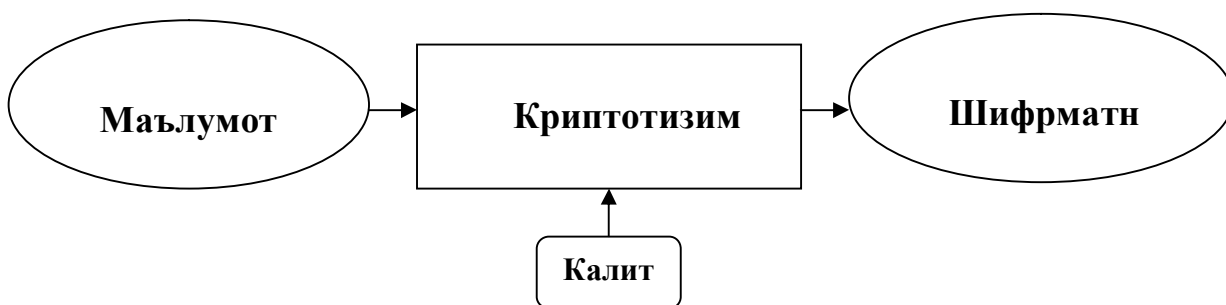 Маълумот
Криптотизим
Шифрматн
Калит